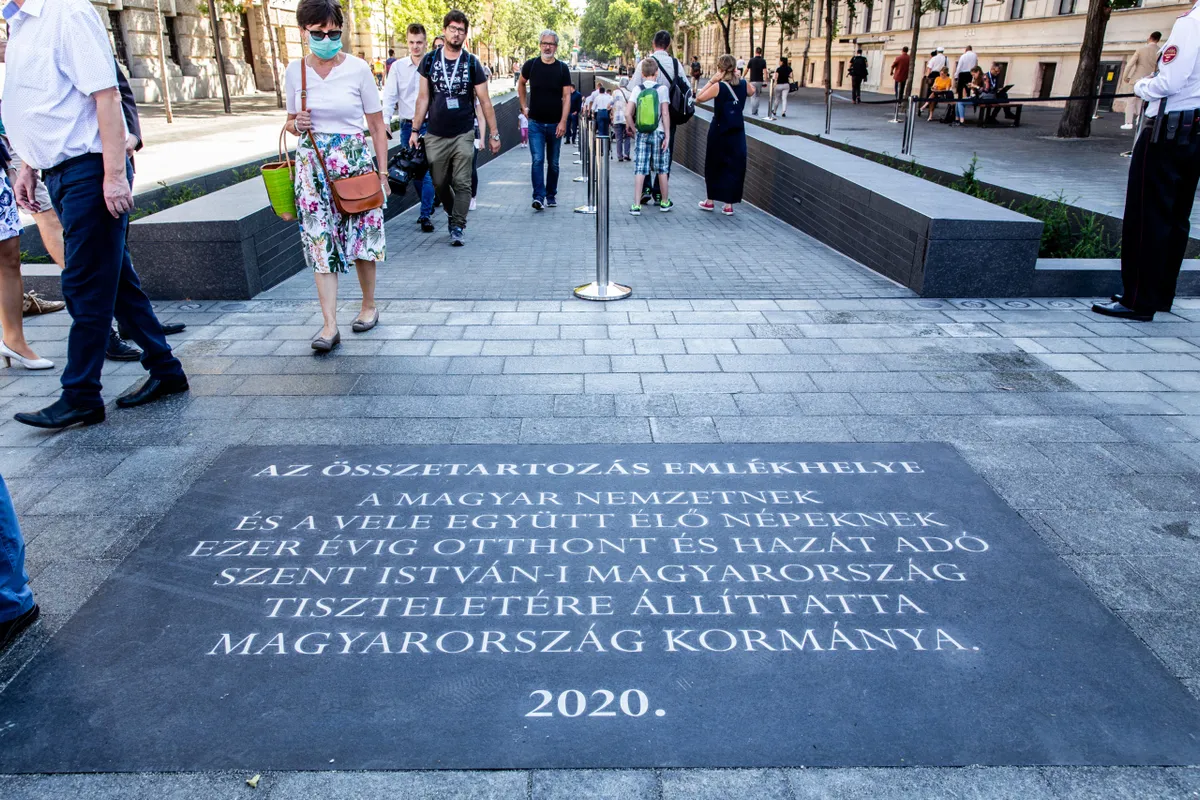 AZ ÖSSZETARTOZÁS EMLÉKHELYE
A MAGYAR NEMZETNEK
ÉS A VELE EGYÜTT ÉLŐ NÉPEKNEK
EZER ÉVIG OTTHONT ÉS HAZÁT ADÓ
SZENT ISTVÁN-I MAGYARORSZÁG
TISZTELETÉRE ÁLLÍTTATTA
MAGYARORSZÁG KORMÁNYA.
2020.